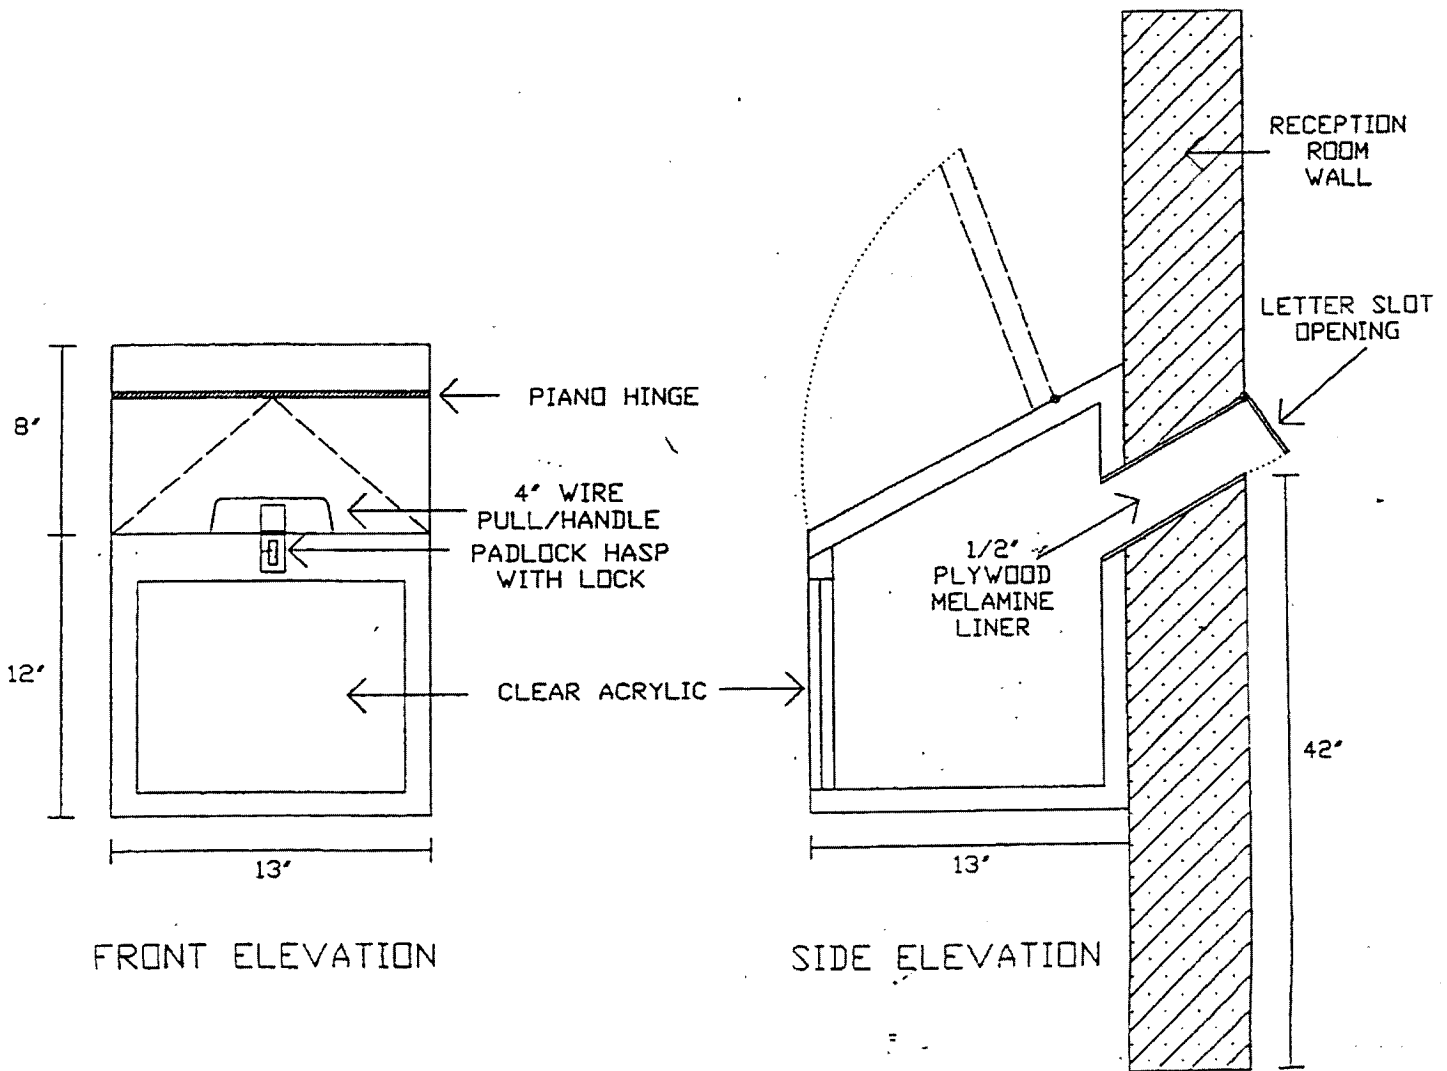 RECEPTION
ROOM
WALL
LETTER SLOT
OPENING
PIANO HINGE
8"
4" WIRE
PULL/HANDLE
PADLOCK HASP
WITH LOCK
1/2"
PLYWOOD
MELAMINE
LINER
12"
CLEAR ACRYLIC
42"
13"
13"
FRONT ELEVATION
SIDE ELEVATION